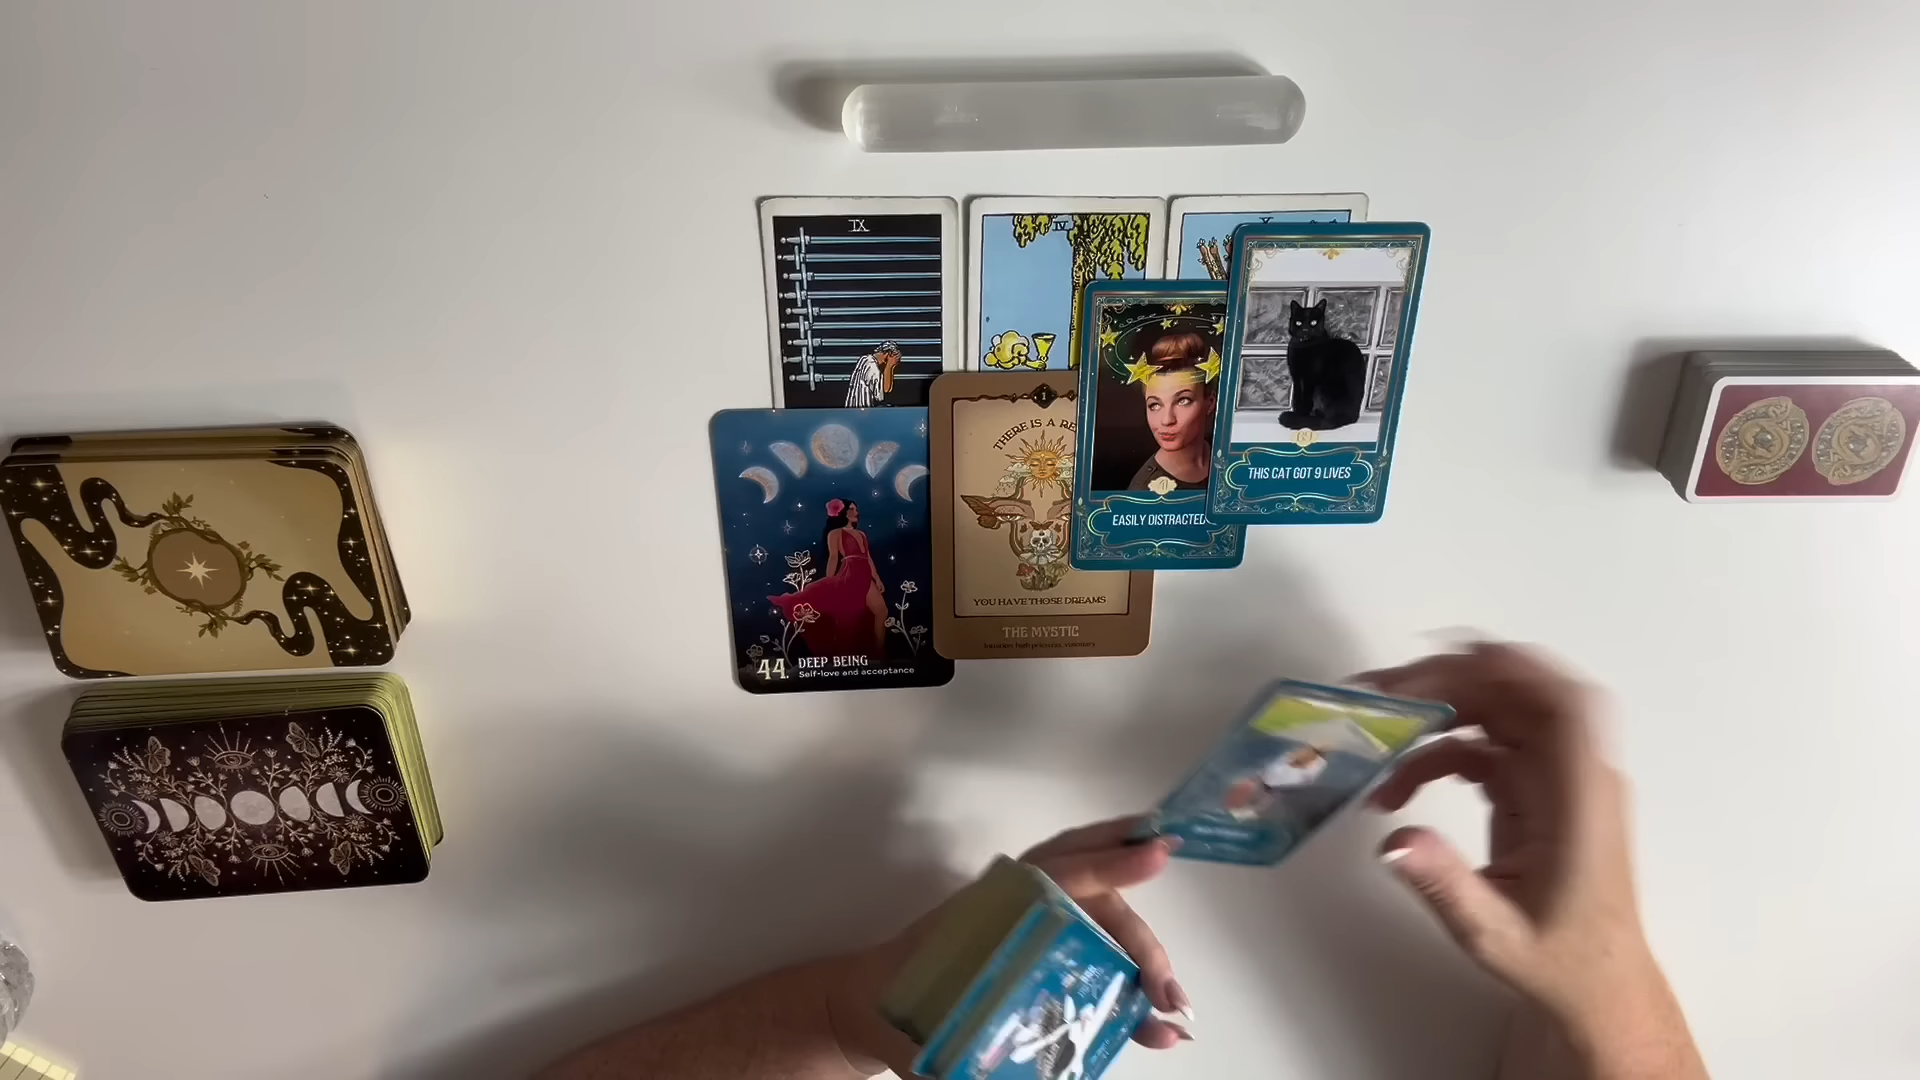 IX
IV
X
THIS CAT GOT 9 LIVES
THERE IS A
EASILY DISTRACTED
YOU HAVE THOSE DREAMS
THE MYSTIC
44.
DEEP BEING
Self-love and acceptance